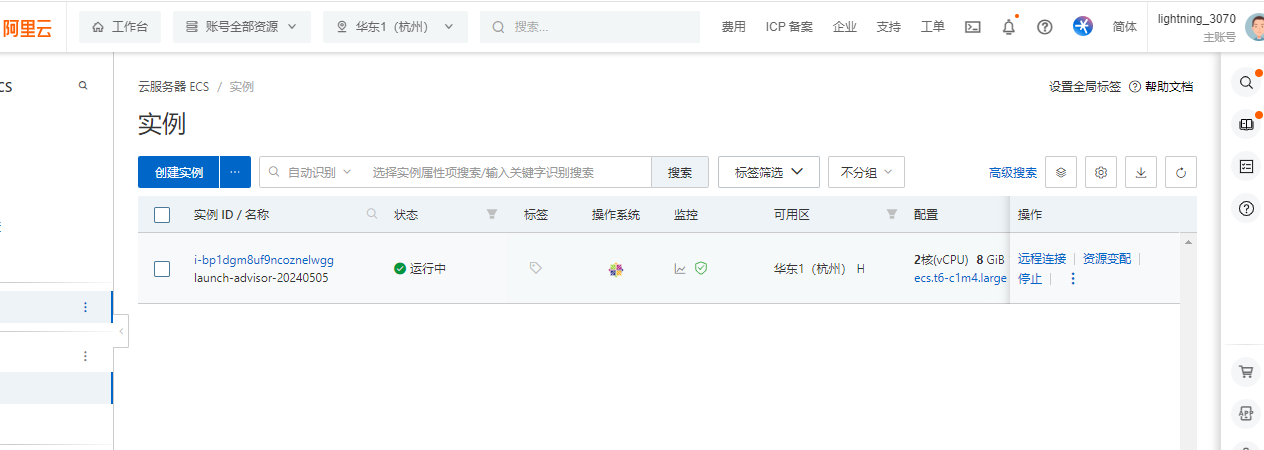 阿里云 工作台 账号全部资源 华东1（杭州） 搜索... 费用 ICP 备案 企业 支持 工单 简体 lightning_3070
主账号
CS 云服务器 ECS / 实例 设置全局标签 帮助文档
实例
创建实例 ... 自动识别 选择实例属性项搜索/输入关键字识别搜索 搜索 标签筛选 不分组 高级搜索
实例 ID / 名称 状态 标签 操作系统 监控 可用区 配置 操作
i-bp1dgm8uf9ncoznelwgg 2核(vCPU) 8 GiB 远程连接 资源变配
运行中 华东1（杭州） H
launch-advisor-20240505 ecs.t6-c1m4.large 停止
APP